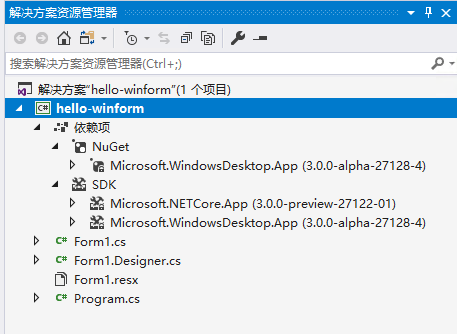 解决方案资源管理器
搜索解决方案资源管理器(Ctrl+;)
解决方案"hello-winform"(1 个项目)
C# hello-winform
依赖项
NuGet
Microsoft.WindowsDesktop.App (3.0.0-alpha-27128-4)
SDK
Microsoft.NETCore.App (3.0.0-preview-27122-01)
Microsoft.WindowsDesktop.App (3.0.0-alpha-27128-4)
C# Form1.cs
C# Form1.Designer.cs
Form1.resx
C# Program.cs